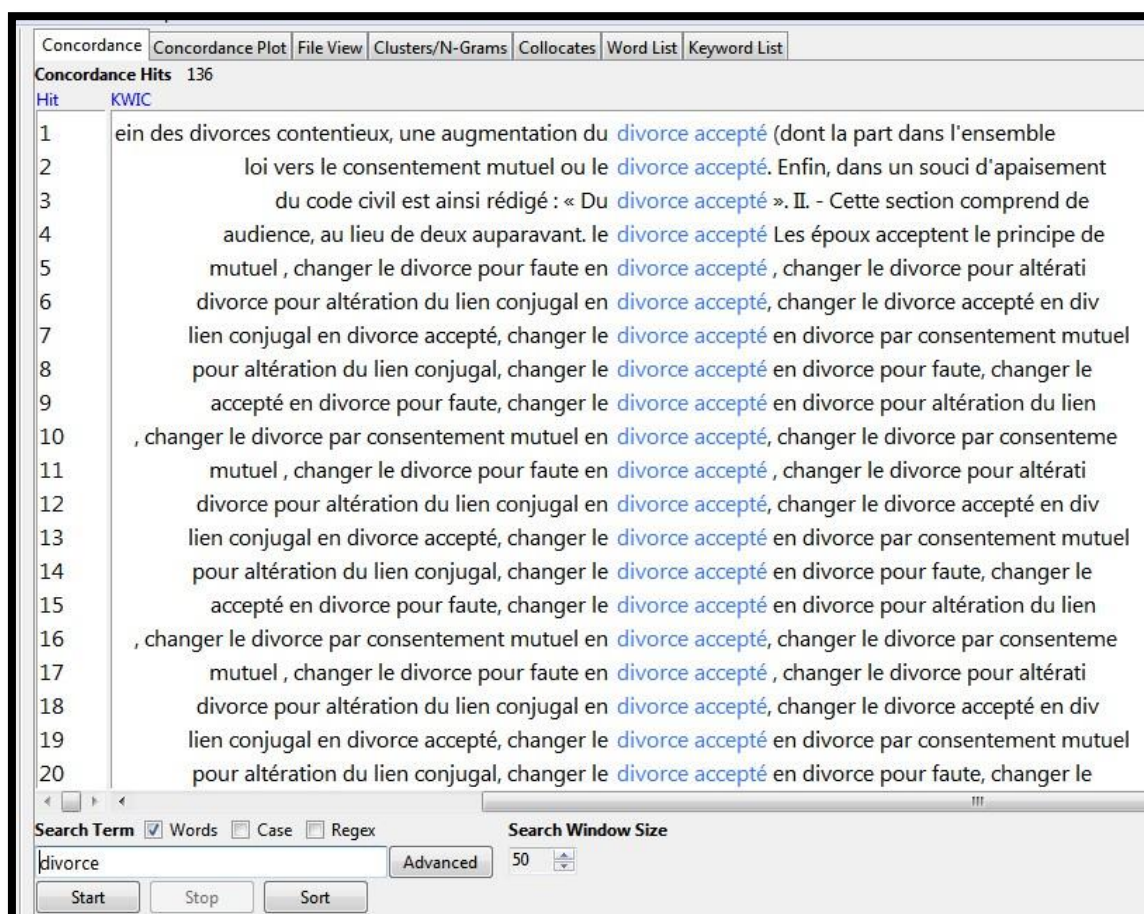 Concordance Concordance Plot File View Clusters/N-Grams Collocates Word List Keyword List
Concordance Hits 136
Hit KWIC
1 ein des divorces contentieux, une augmentation du divorce accepté (dont la part dans l'ensemble
2 loi vers le consentement mutuel ou le divorce accepté. Enfin, dans un souci d'apaisement
3 du code civil est ainsi rédigé : « Du divorce accepté ». II. - Cette section comprend de
4 audience, au lieu de deux auparavant. le divorce accepté Les époux acceptent le principe de
5 mutuel , changer le divorce pour faute en divorce accepté , changer le divorce pour altérati
6 divorce pour altération du lien conjugal en divorce accepté, changer le divorce accepté en div
7 lien conjugal en divorce accepté, changer le divorce accepté en divorce par consentement mutuel
8 pour altération du lien conjugal, changer le divorce accepté en divorce pour faute, changer le
9 accepté en divorce pour faute, changer le divorce accepté en divorce pour altération du lien
10 , changer le divorce par consentement mutuel en divorce accepté, changer le divorce par consenteme
11 mutuel , changer le divorce pour faute en divorce accepté , changer le divorce pour altérati
12 divorce pour altération du lien conjugal en divorce accepté, changer le divorce accepté en div
13 lien conjugal en divorce accepté, changer le divorce accepté en divorce par consentement mutuel
14 pour altération du lien conjugal, changer le divorce accepté en divorce pour faute, changer le
15 accepté en divorce pour faute, changer le divorce accepté en divorce pour altération du lien
16 , changer le divorce par consentement mutuel en divorce accepté, changer le divorce par consenteme
17 mutuel , changer le divorce pour faute en divorce accepté , changer le divorce pour altérati
18 divorce pour altération du lien conjugal en divorce accepté, changer le divorce accepté en div
19 lien conjugal en divorce accepté, changer le divorce accepté en divorce par consentement mutuel
20 pour altération du lien conjugal, changer le divorce accepté en divorce pour faute, changer le
Search Term Words Case Regex Search Window Size
divorce Advanced 50
Start Stop Sort